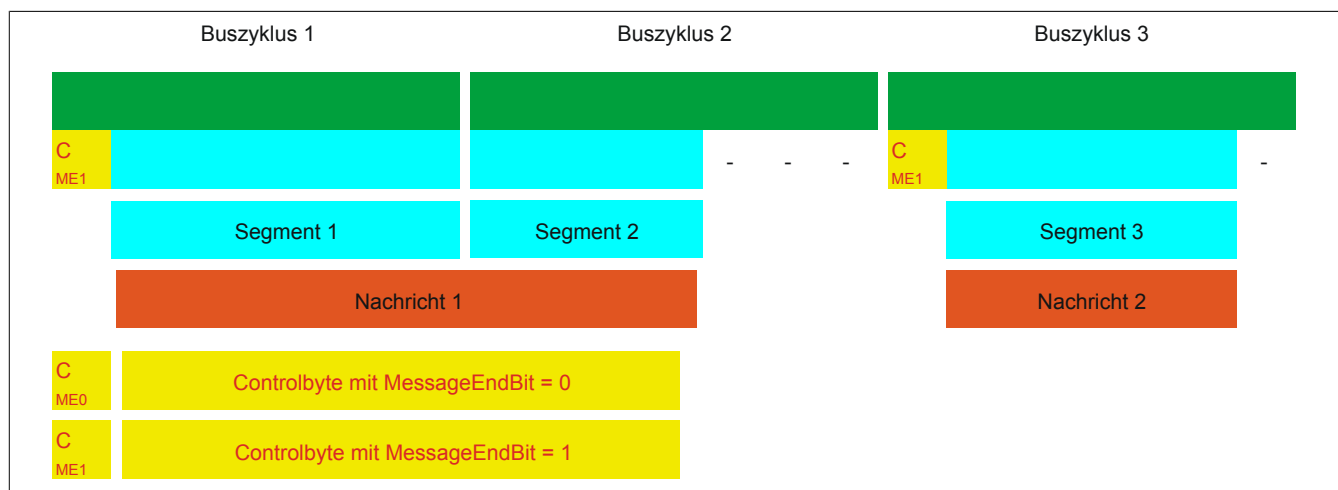 Buszyklus 1 Buszyklus 2 Buszyklus 3
C
ME1
- - -
C
ME1
-
Segment 1 Segment 2 Segment 3
Nachricht 1 Nachricht 2
C
ME0
Controlbyte mit MessageEndBit = 0
C
ME1
Controlbyte mit MessageEndBit = 1